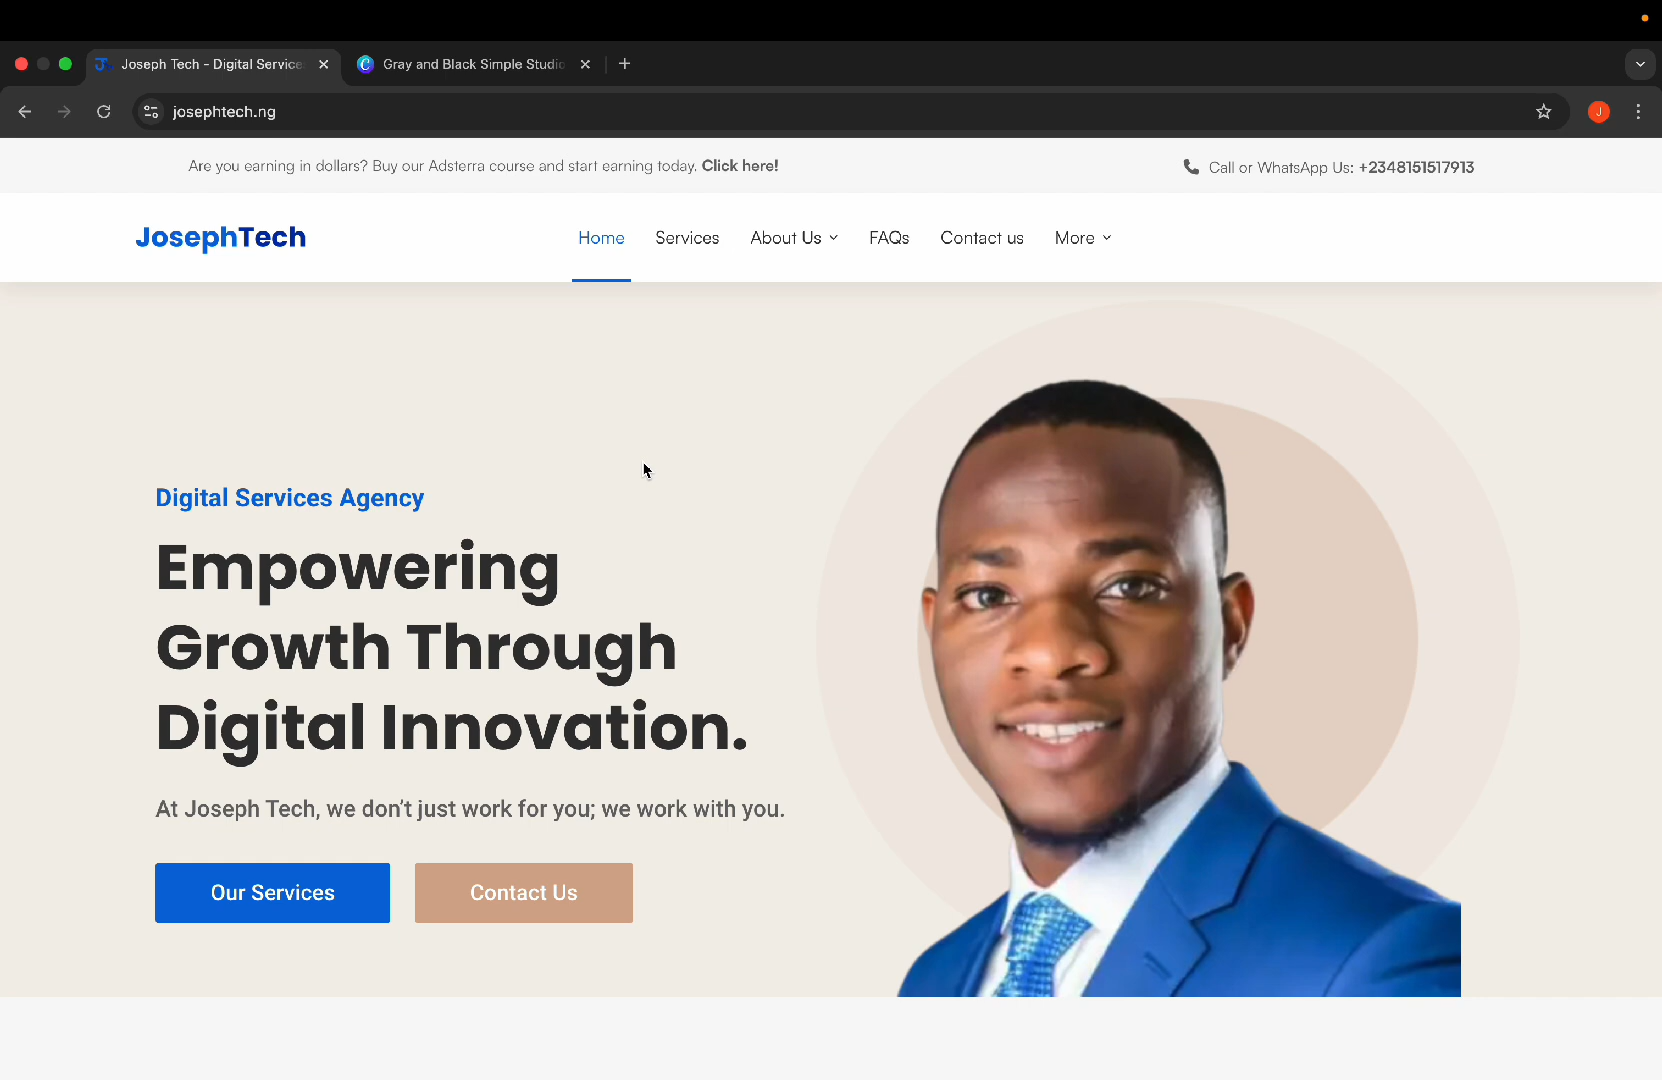 Joseph Tech - Digital Service
Gray and Black Simple Studio
josephtech.ng
J
Are you earning in dollars? Buy our Adsterra course and start earning today. Click here!
Call or WhatsApp Us: +2348151517913
JosephTech
Home
Services
About Us
FAQs
Contact us
More
Digital Services Agency
Empowering
Growth Through
Digital Innovation.
At Joseph Tech, we don’t just work for you; we work with you.
Our Services
Contact Us